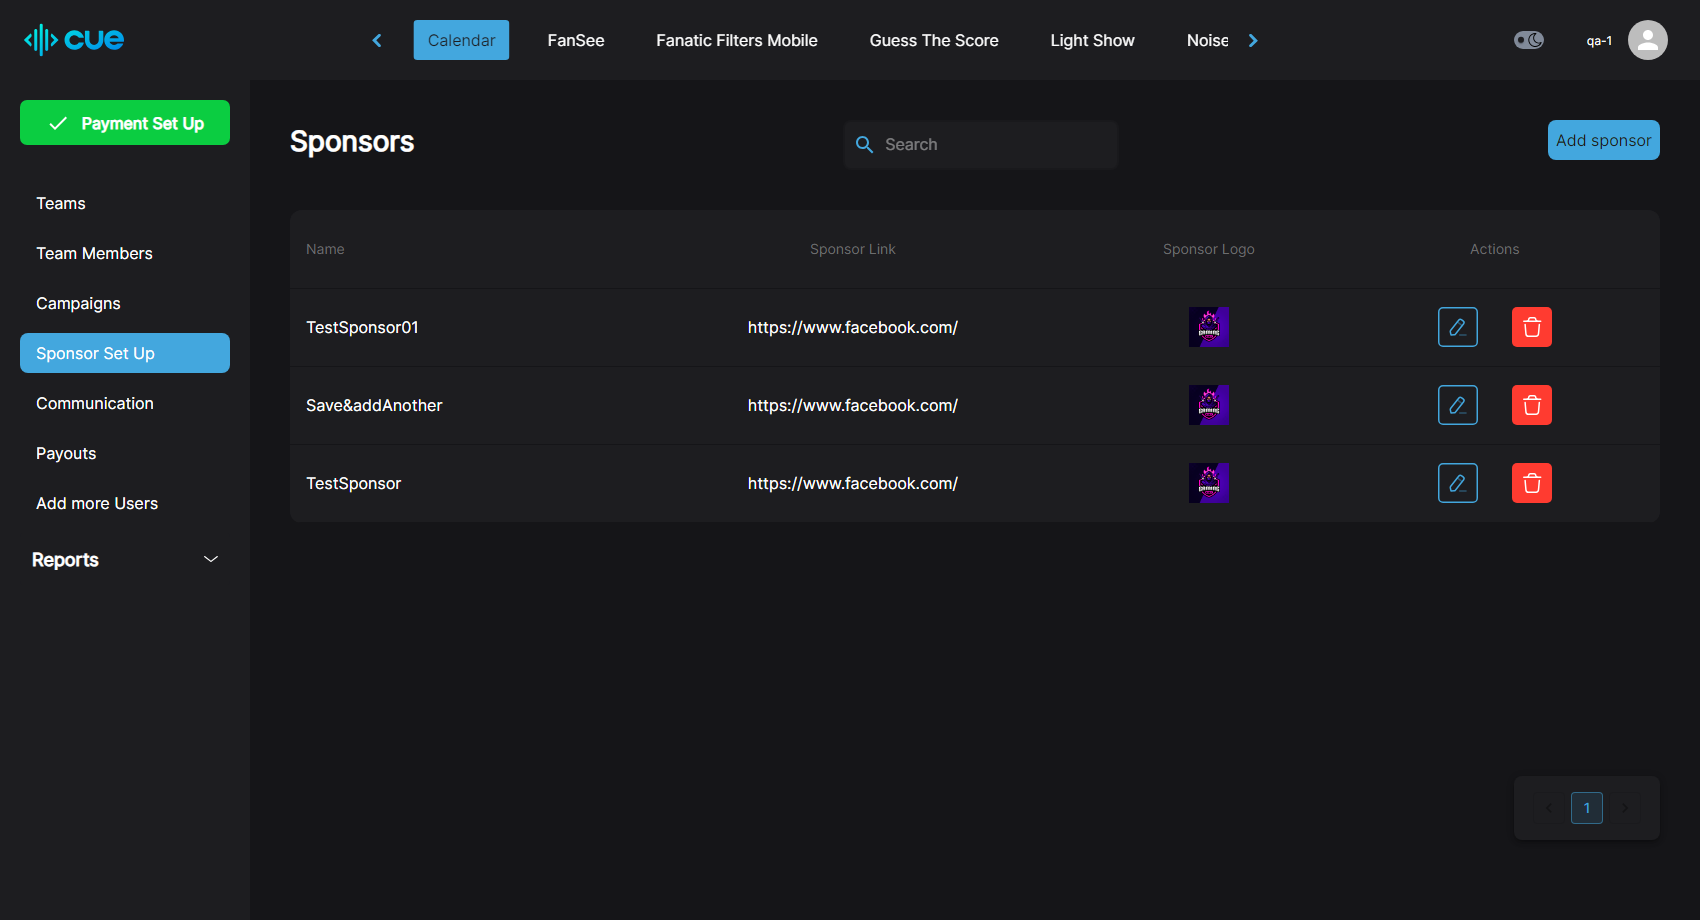 cue
Calendar
FanSee
Fanatic Filters Mobile
Guess The Score
Light Show
Noise
qa-1
Payment Set Up
Teams
Team Members
Campaigns
Sponsor Set Up
Communication
Payouts
Add more Users
Reports
Sponsors
Search
Add sponsor
Name
Sponsor Link
Sponsor Logo
Actions
TestSponsor01
https://www.facebook.com/
GAMING
Save&addAnother
https://www.facebook.com/
GAMING
TestSponsor
https://www.facebook.com/
GAMING
1